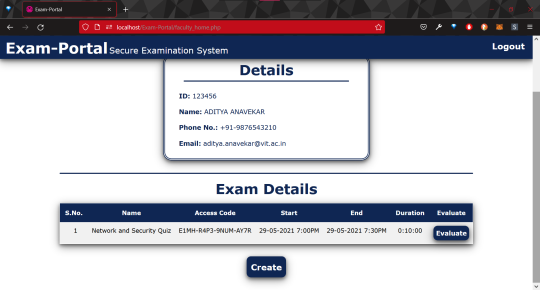 Exam-Portal
localhost/Exam-Portal/faculty_home.php
Exam-Portal Secure Examination System
Logout
Details
ID: 123456
Name: ADITYA ANAVEKAR
Phone No.: +91-9876543210
Email: aditya.anavekar@vit.ac.in
Exam Details
S.No. Name Access Code Start End Duration Evaluate
1 Network and Security Quiz E1MH-R4P3-9NUM-AY7R 29-05-2021 7:00PM 29-05-2021 7:30PM 0:10:00 Evaluate
Create